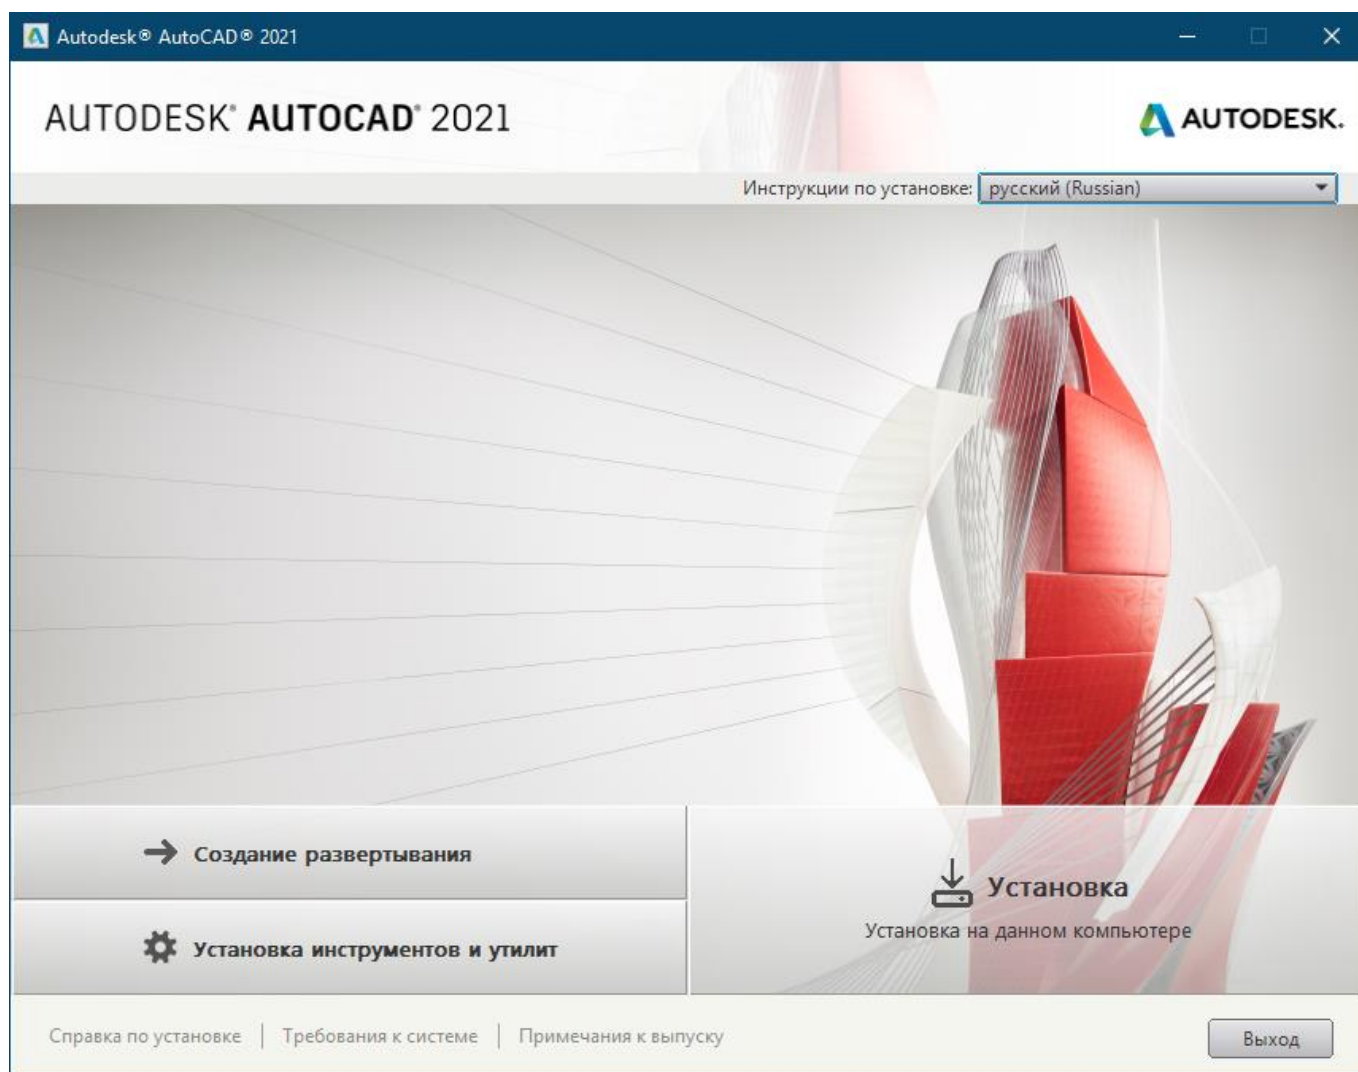 Autodesk® AutoCAD® 2021
AUTODESK® AUTOCAD® 2021
AUTODESK.
Инструкции по установке: русский (Russian)
Создание развертывания
Установка инструментов и утилит
Установка
Установка на данном компьютере
Справка по установке | Требования к системе | Примечания к выпуску
Выход